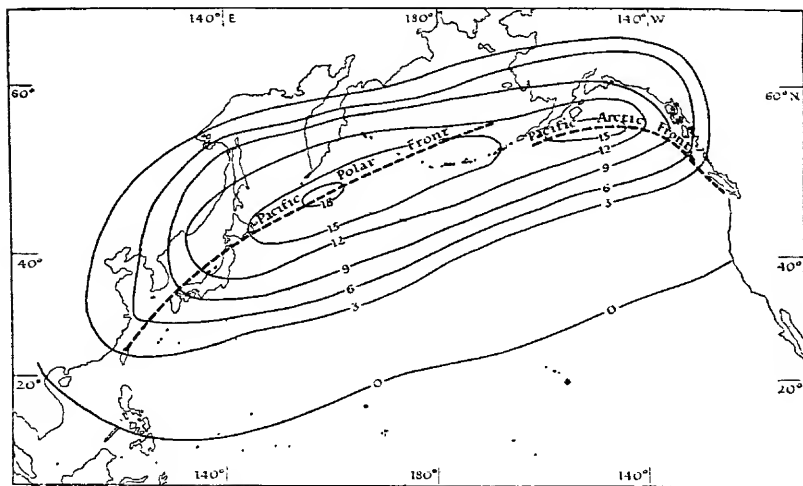 140° E 180° 140° W
60° 60° N
Pacific Arctic Front
15
12
Pacific Polar Front
9
18
6
15
3
12
40° 9 40°
6
3
0
20° 0 20°
140° 180° 140°